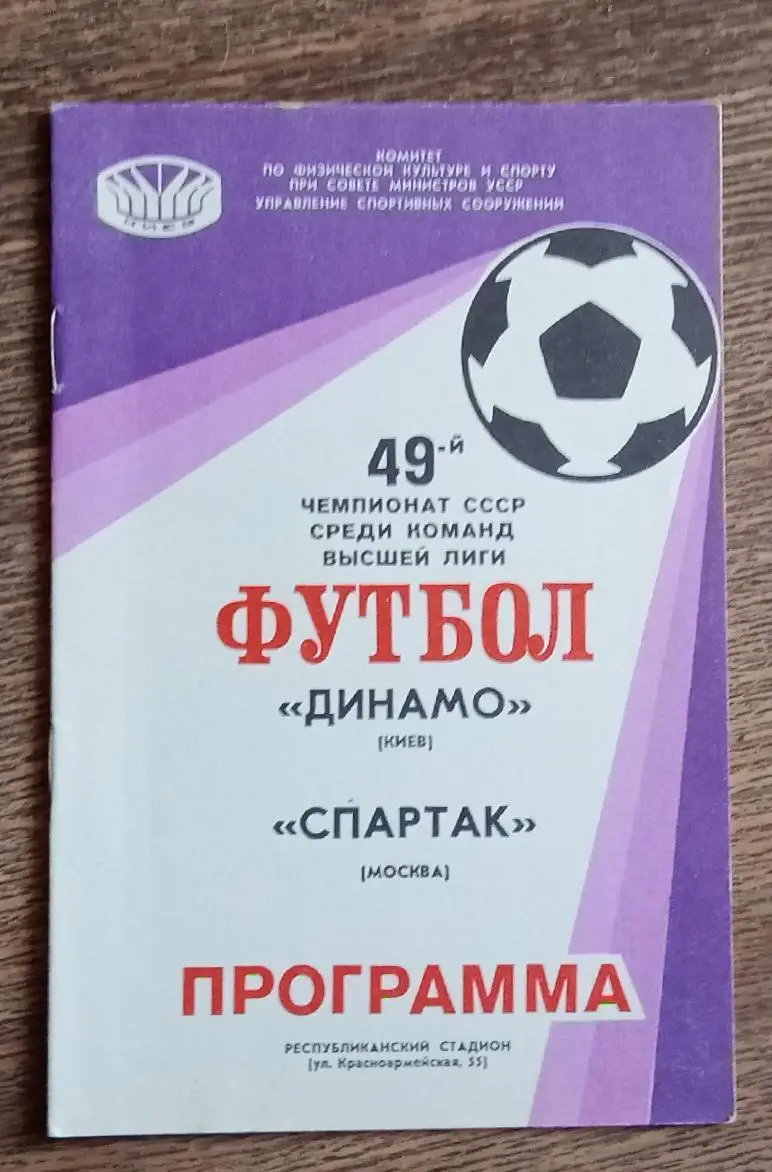 КОМИТЕТ
ПО ФИЗИЧЕСКОЙ КУЛЬТУРЕ И СПОРТУ
ПРИ СОВЕТЕ МИНИСТРОВ УССР
УПРАВЛЕНИЕ СПОРТИВНЫХ СООРУЖЕНИЙ
КИЕВ
49-й
ЧЕМПИОНАТ СССР
СРЕДИ КОМАНД
ВЫСШЕЙ ЛИГИ
ФУТБОЛ
«ДИНАМО»
(КИЕВ)
«СПАРТАК»
(МОСКВА)
ПРОГРАММА
РЕСПУБЛИКАНСКИЙ СТАДИОН
(ул. Красноармейская, 55)